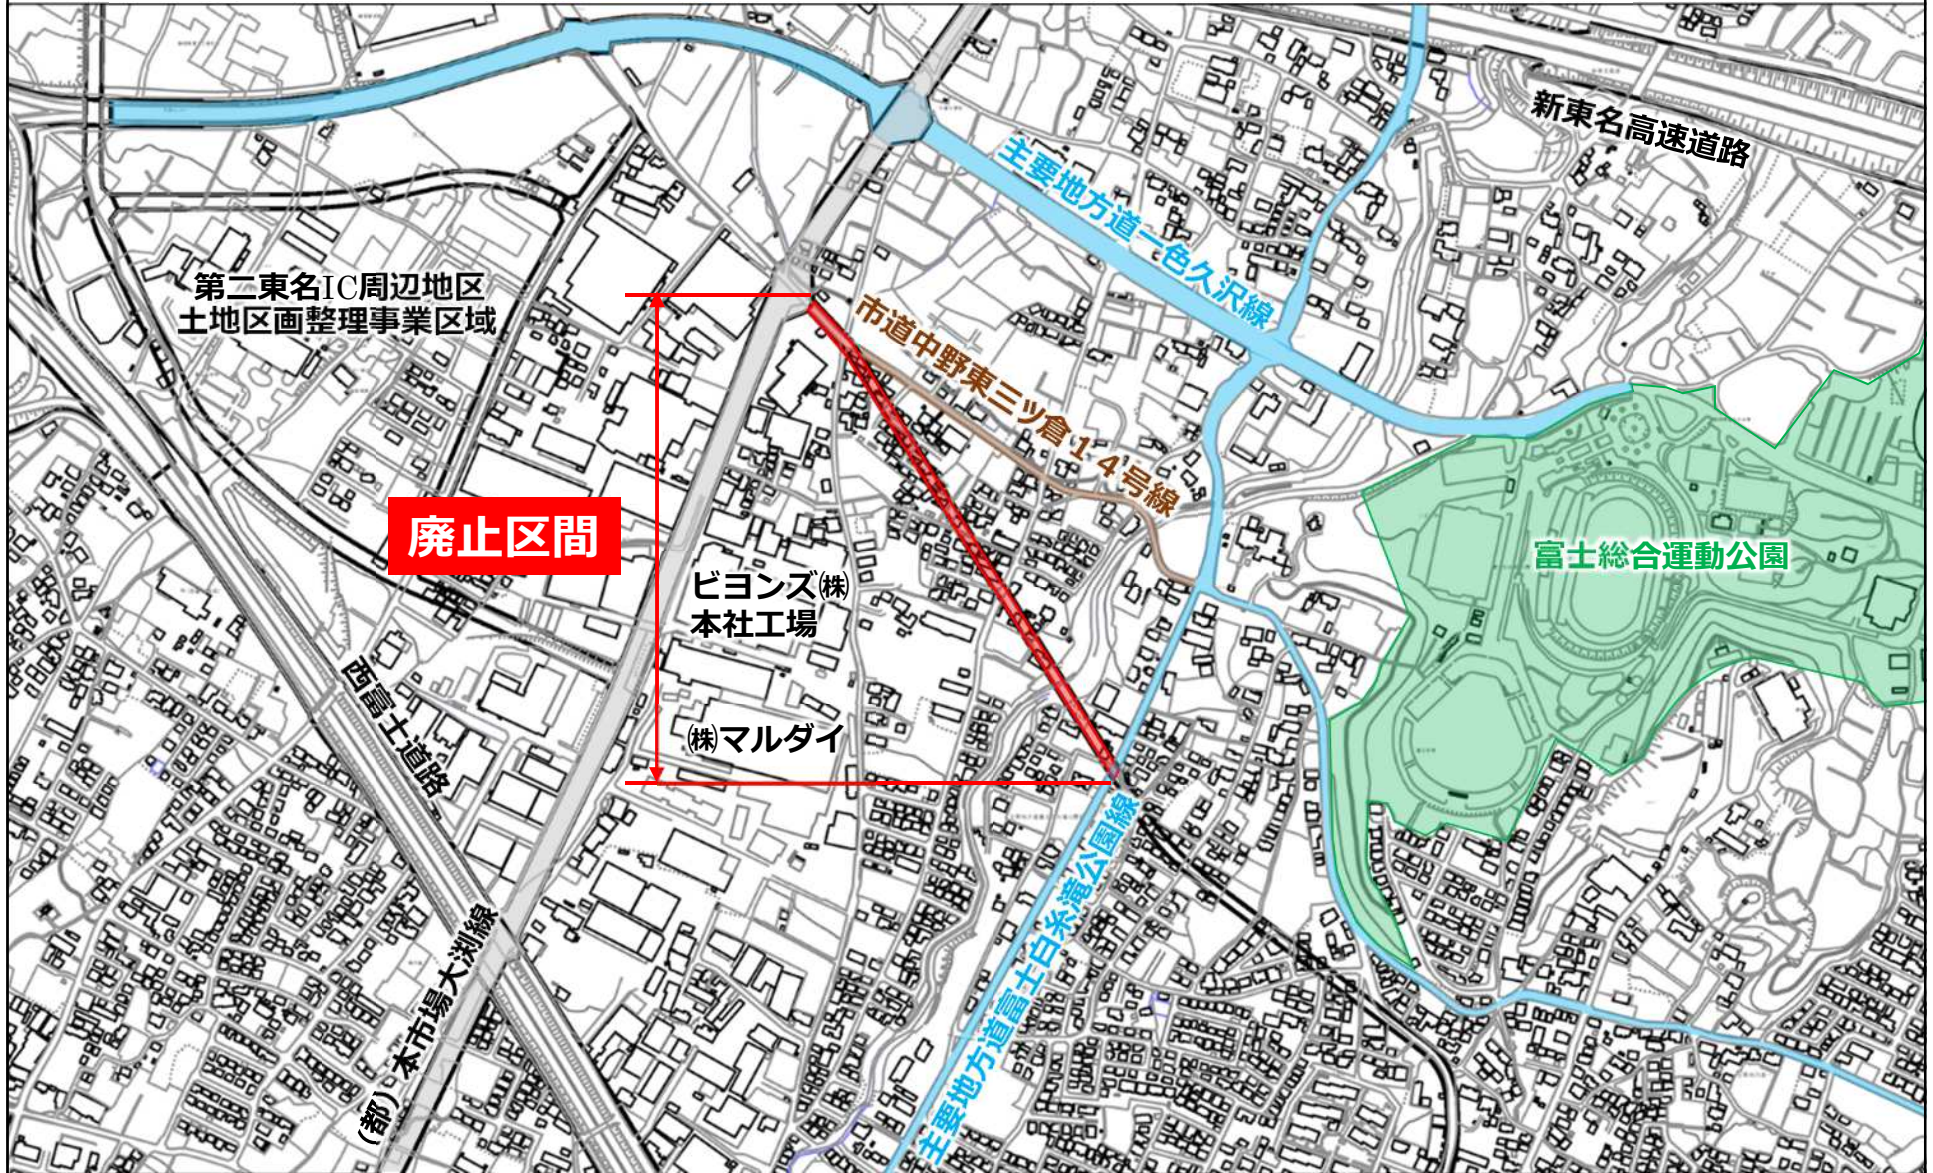 新東名高速道路
主要地方道一色久沢線
第二東名IC周辺地区
土地区画整理事業区域
市道中野東三ツ倉14号線
廃止区間
富士総合運動公園
ビヨンズ㈱
本社工場
西富士道路
㈱マルダイ
主要地方道富士白糸滝公園線
(都)本市場大渕線